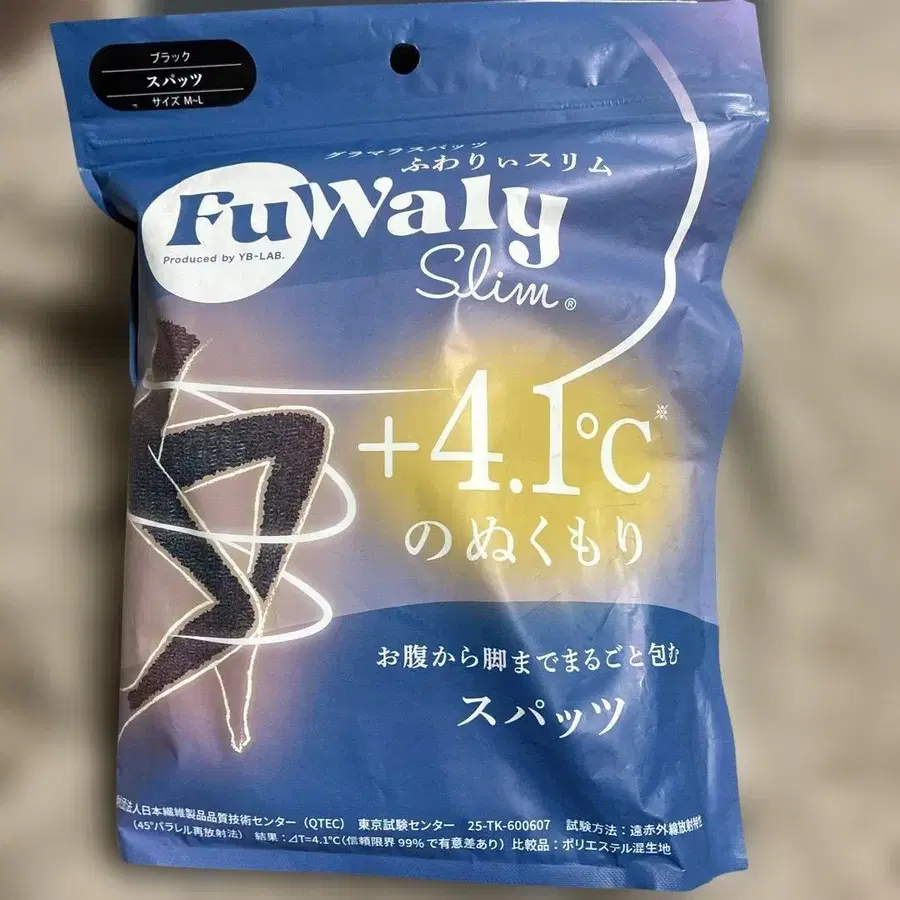 ブラック
スパッツ
サイズ M~L
グラマラスパッツ
ふわりぃスリム
FuWaly
Produced by YB-LAB.
Slim®
+4.1℃※
のぬくもり
お腹から脚までまるごと包む
スパッツ
法人日本繊維製品品質技術センター（QTEC） 東京試験センター 25-TK-600607 試験方法：遠赤外線放射特性
（45°パラレル再放射法） 結果：⊿T=4.1℃（信頼限界99%で有意差あり）比較品：ポリエステル混生地